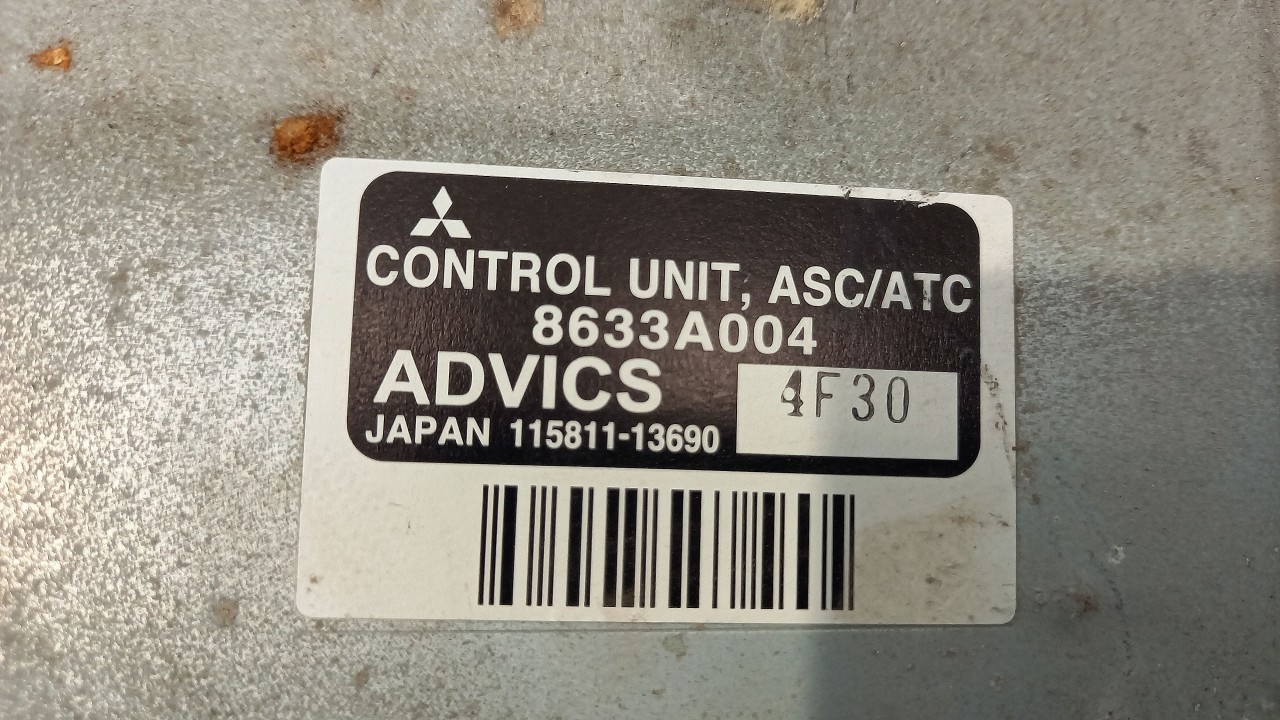 CONTROL UNIT, ASC/ATC
8633A004
ADVICS
4F30
JAPAN 115811-13690